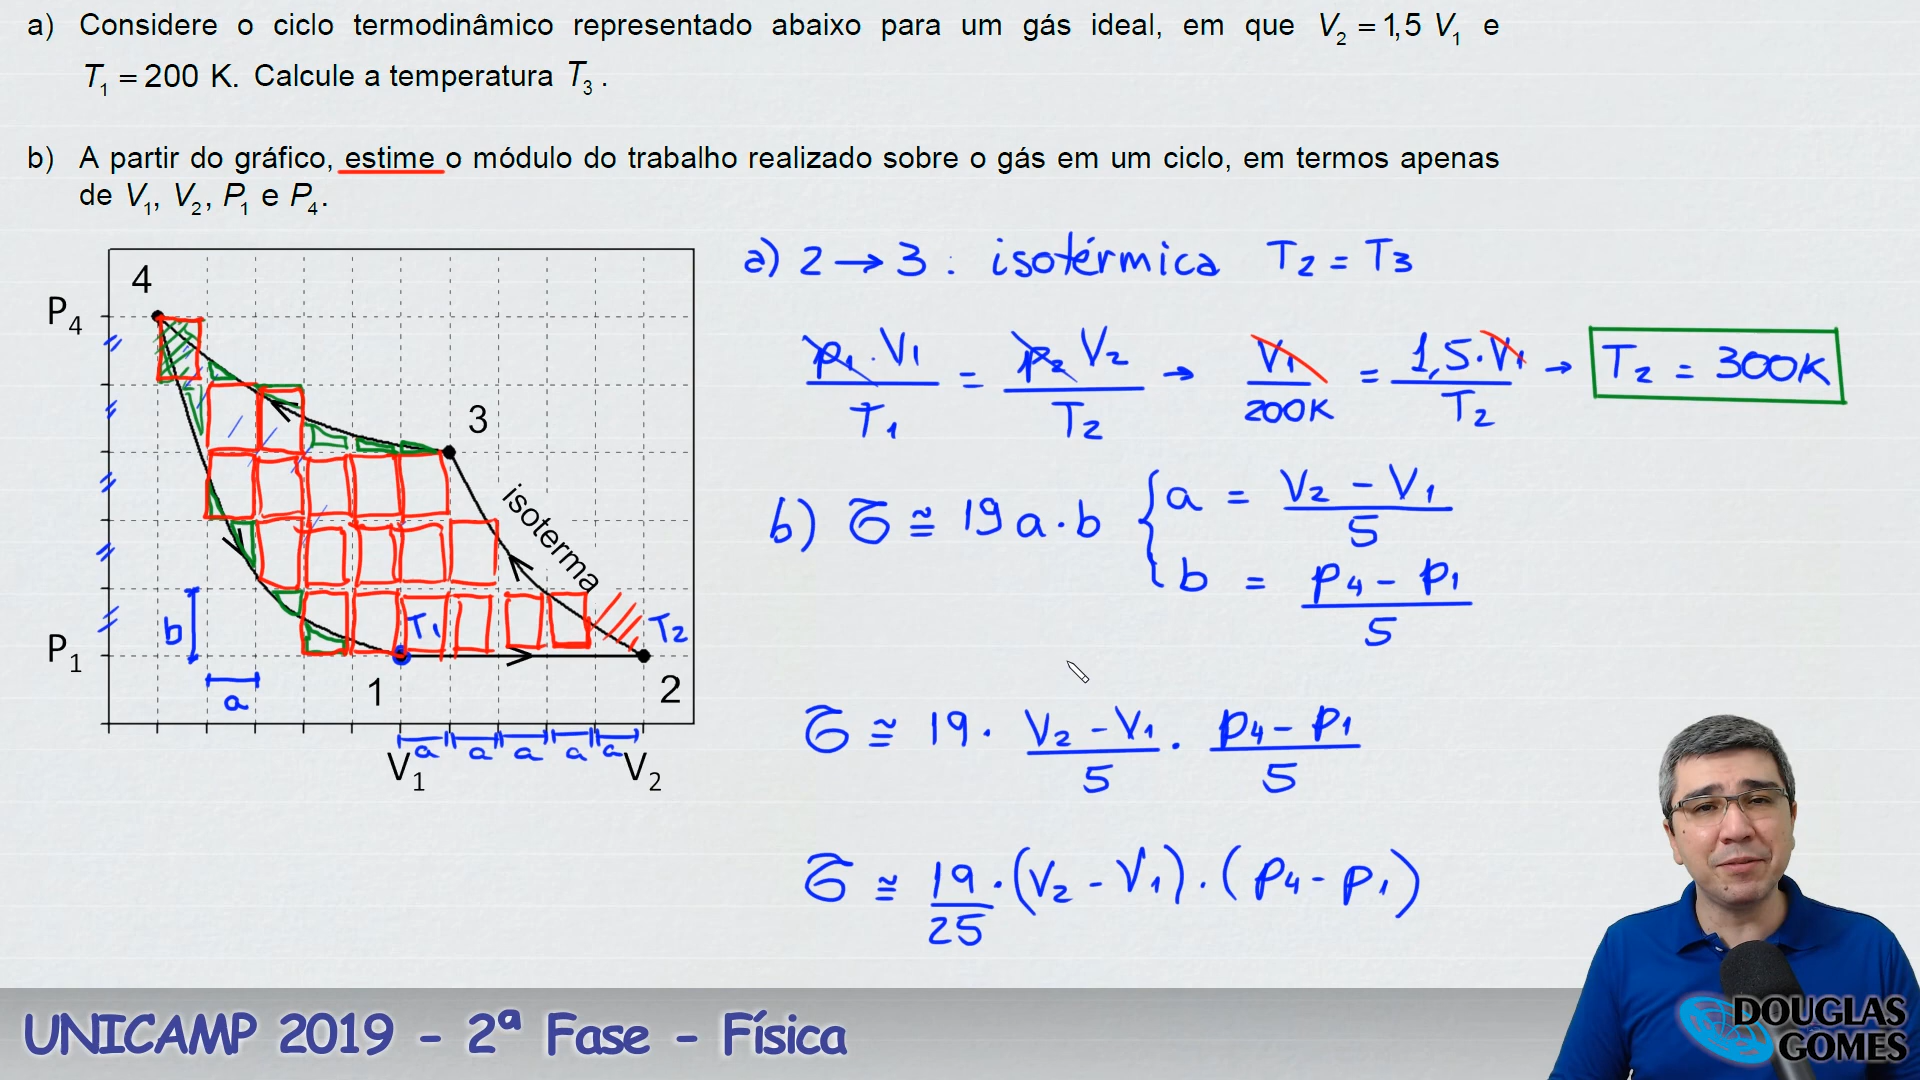 a) Considere o ciclo termodinâmico representado abaixo para um gás ideal, em que V₂ = 1,5 V₁ e
T₁ = 200 K. Calcule a temperatura T₃.
b) A partir do gráfico, estime o módulo do trabalho realizado sobre o gás em um ciclo, em termos apenas
de V₁, V₂, P₁ e P₄.
4
P₄
3
isoterma
b
P₁
T₁
T₂
a
1
2
a a a a a
V₁
V₂
a) 2 → 3 : isotérmica T₂ = T₃
p₁ . V₁ / T₁ = p₂ V₂ / T₂ → V₁ / 200K = 1,5 . V₁ / T₂ → T₂ = 300K
b) 𝜏 ≅ 19 a . b { a = V₂ - V₁ / 5
b = p₄ - p₁ / 5
𝜏 ≅ 19 . V₂ - V₁ / 5 . p₄ - p₁ / 5
𝜏 ≅ 19 / 25 . (V₂ - V₁) . (p₄ - p₁)
UNICAMP 2019 - 2ª Fase - Física
DOUGLAS
GOMES